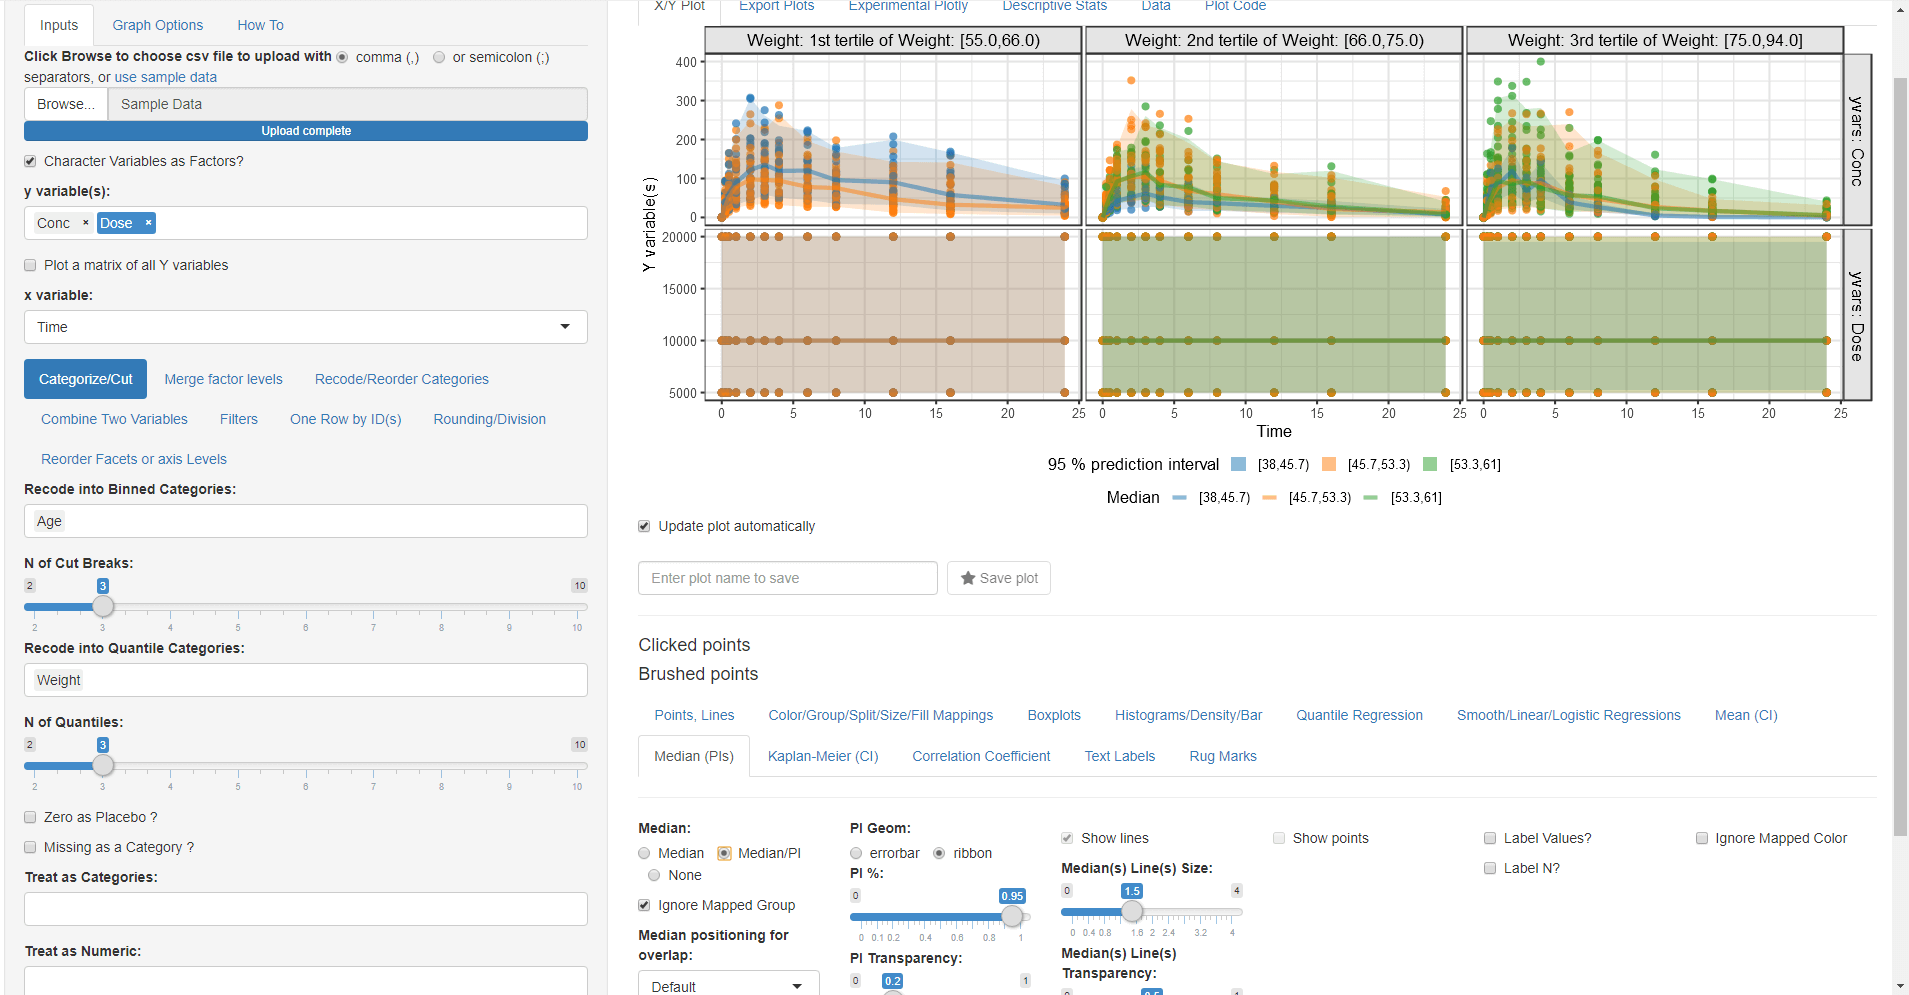 Inputs Graph Options How To
Click Browse to choose csv file to upload with comma (,) or semicolon (;)
separators, or use sample data
Browse... Sample Data
Upload complete
Character Variables as Factors?
y variable(s):
Conc × Dose ×
Plot a matrix of all Y variables
x variable:
Time
Categorize/Cut Merge factor levels Recode/Reorder Categories
Combine Two Variables Filters One Row by ID(s) Rounding/Division
Reorder Facets or axis Levels
Recode into Binned Categories:
Age
N of Cut Breaks:
2 3 10
2 3 4 5 6 7 8 9 10
Recode into Quantile Categories:
Weight
N of Quantiles:
2 3 10
2 3 4 5 6 7 8 9 10
Zero as Placebo ?
Missing as a Category ?
Treat as Categories:
Treat as Numeric:
X/Y Plot Export Plots Experimental Plotly Descriptive Stats Data Plot Code
Weight: 1st tertile of Weight: [55.0,66.0) Weight: 2nd tertile of Weight: [66.0,75.0) Weight: 3rd tertile of Weight: [75.0,94.0]
400
300
200
100
0
yvars: Conc
Y variable(s)
20000
15000
10000
5000
yvars: Dose
0 5 10 15 20 25 0 5 10 15 20 25 0 5 10 15 20 25
Time
95 % prediction interval [38,45.7) [45.7,53.3) [53.3,61]
Median [38,45.7) [45.7,53.3) [53.3,61]
Update plot automatically
Enter plot name to save Save plot
Clicked points
Brushed points
Points, Lines Color/Group/Split/Size/Fill Mappings Boxplots Histograms/Density/Bar Quantile Regression Smooth/Linear/Logistic Regressions Mean (CI)
Median (PIs) Kaplan-Meier (CI) Correlation Coefficient Text Labels Rug Marks
Median:
Median Median/PI
None
Ignore Mapped Group
Median positioning for
overlap:
Default
PI Geom:
errorbar ribbon
PI %:
0 0.95
0 0.1 0.2 0.4 0.6 0.8 1
PI Transparency:
0 0.2 1
Show lines
Median(s) Line(s) Size:
0 1.5 4
0 0.4 0.8 1.6 2 2.4 3.2 4
Median(s) Line(s)
Transparency:
0 0.5 1
Show points
Label Values?
Label N?
Ignore Mapped Color